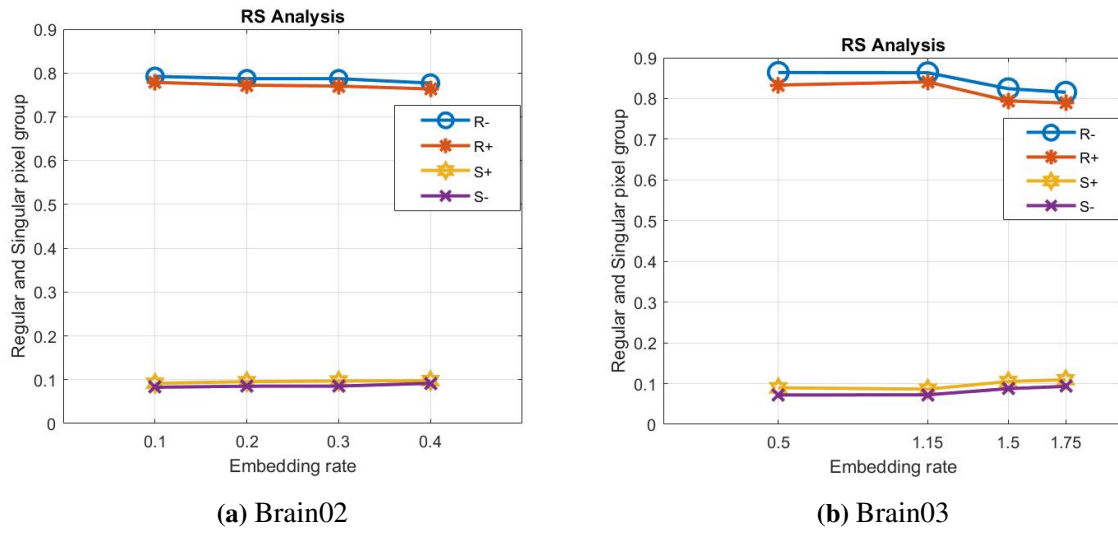 RS Analysis
0.9
0.8
0.7
0.6
0.5
0.4
0.3
0.2
0.1
0
Regular and Singular pixel group
R-
R+
S+
S-
0.1 0.2 0.3 0.4
Embedding rate
(a) Brain02
RS Analysis
0.9
0.8
0.7
0.6
0.5
0.4
0.3
0.2
0.1
0
Regular and Singular pixel group
R-
R+
S+
S-
0.5 1.15 1.5 1.75
Embedding rate
(b) Brain03